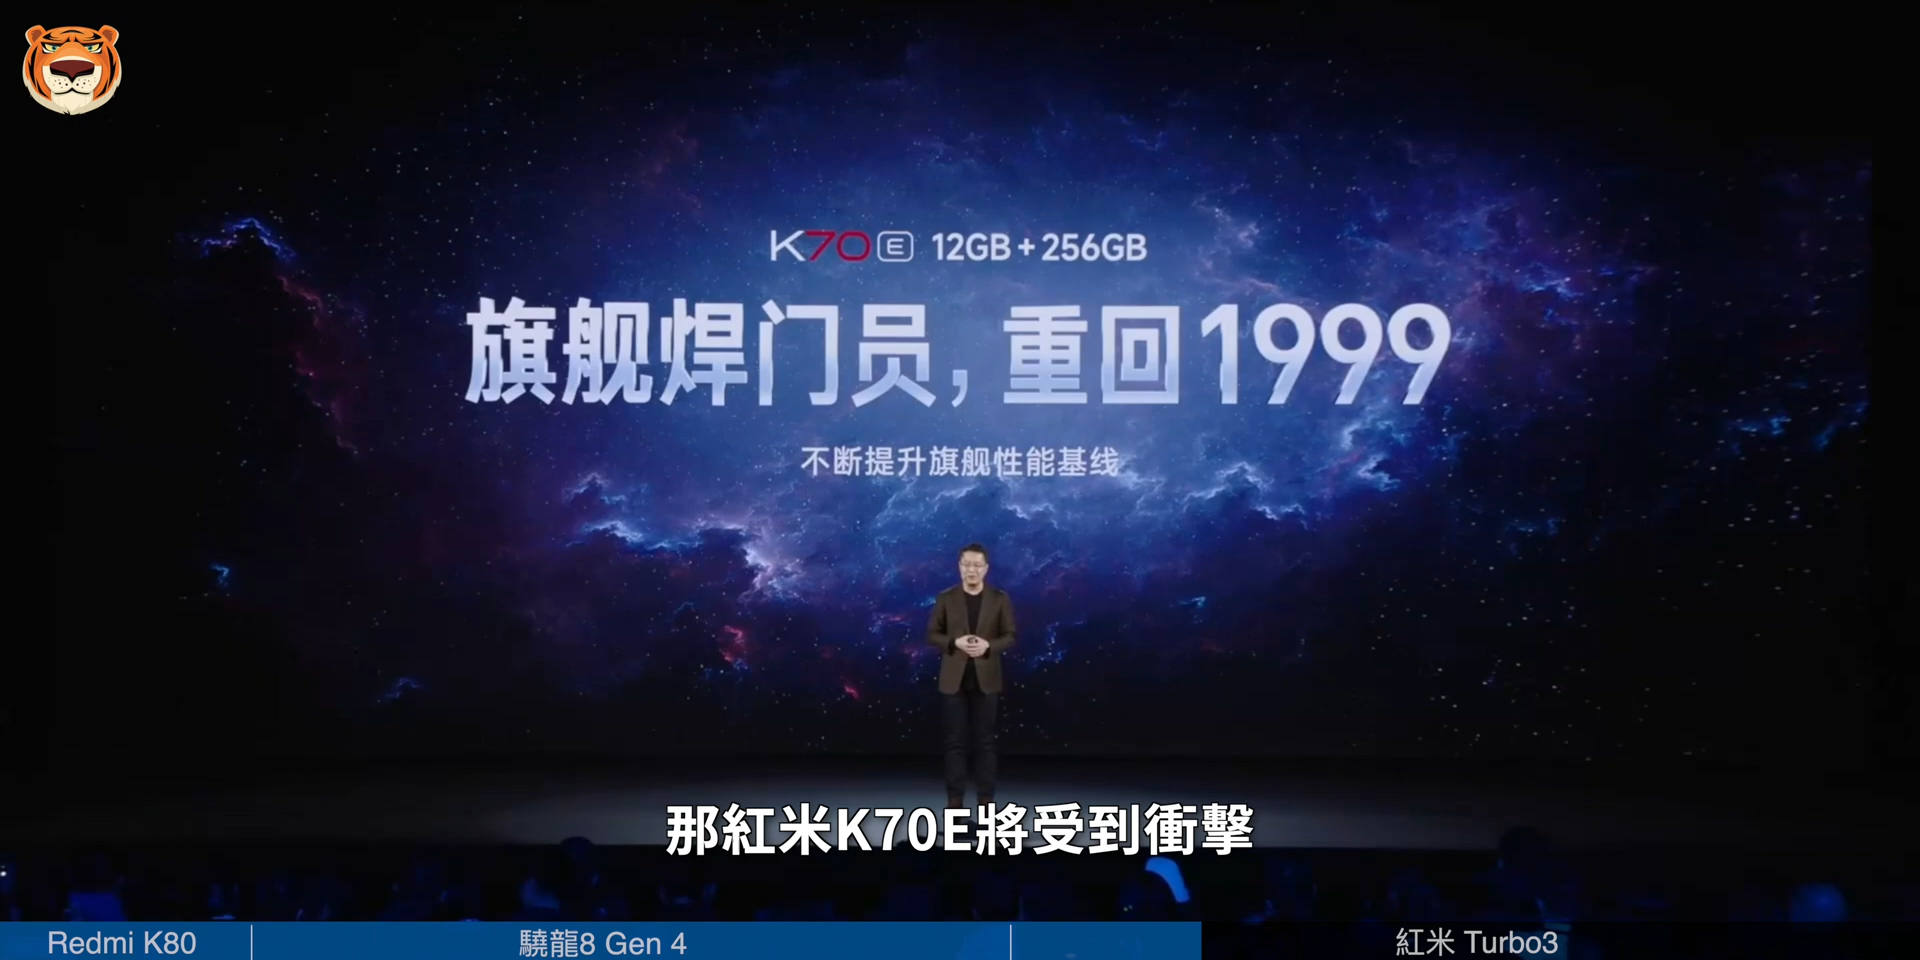 K70 E 12GB+256GB
旗舰焊门员，重回1999
不断提升旗舰性能基线
那紅米K70E將受到衝擊
Redmi K80 驍龍8 Gen 4 紅米 Turbo3